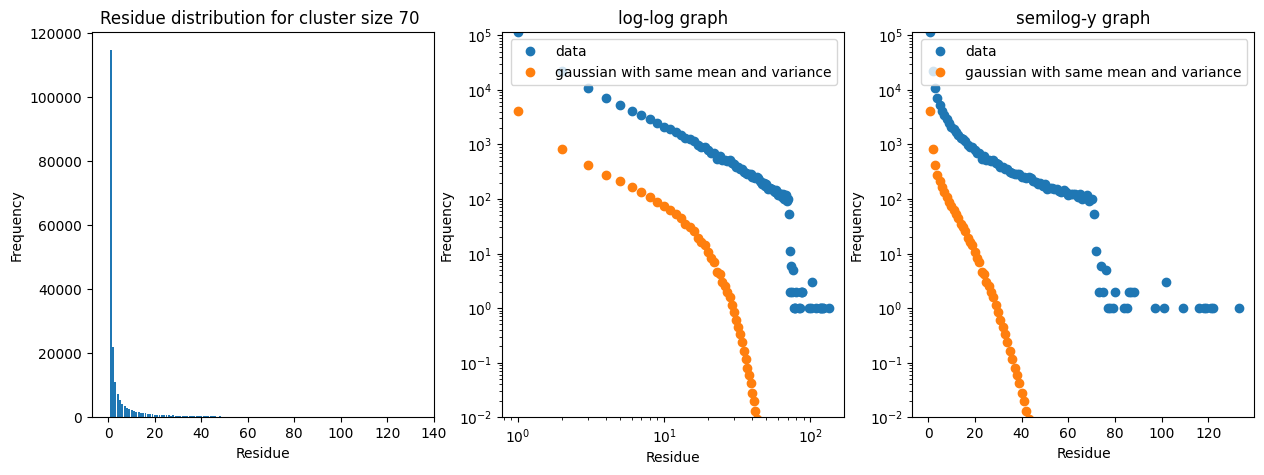 Residue distribution for cluster size 70
120000
100000
80000
60000
40000
20000
0
Frequency
0 20 40 60 80 100 120 140
Residue
log-log graph
data
gaussian with same mean and variance
10^5
10^4
10^3
10^2
10^1
10^0
10^-1
10^-2
Frequency
10^0 10^1 10^2
Residue
semilog-y graph
data
gaussian with same mean and variance
10^5
10^4
10^3
10^2
10^1
10^0
10^-1
10^-2
Frequency
0 20 40 60 80 100 120
Residue